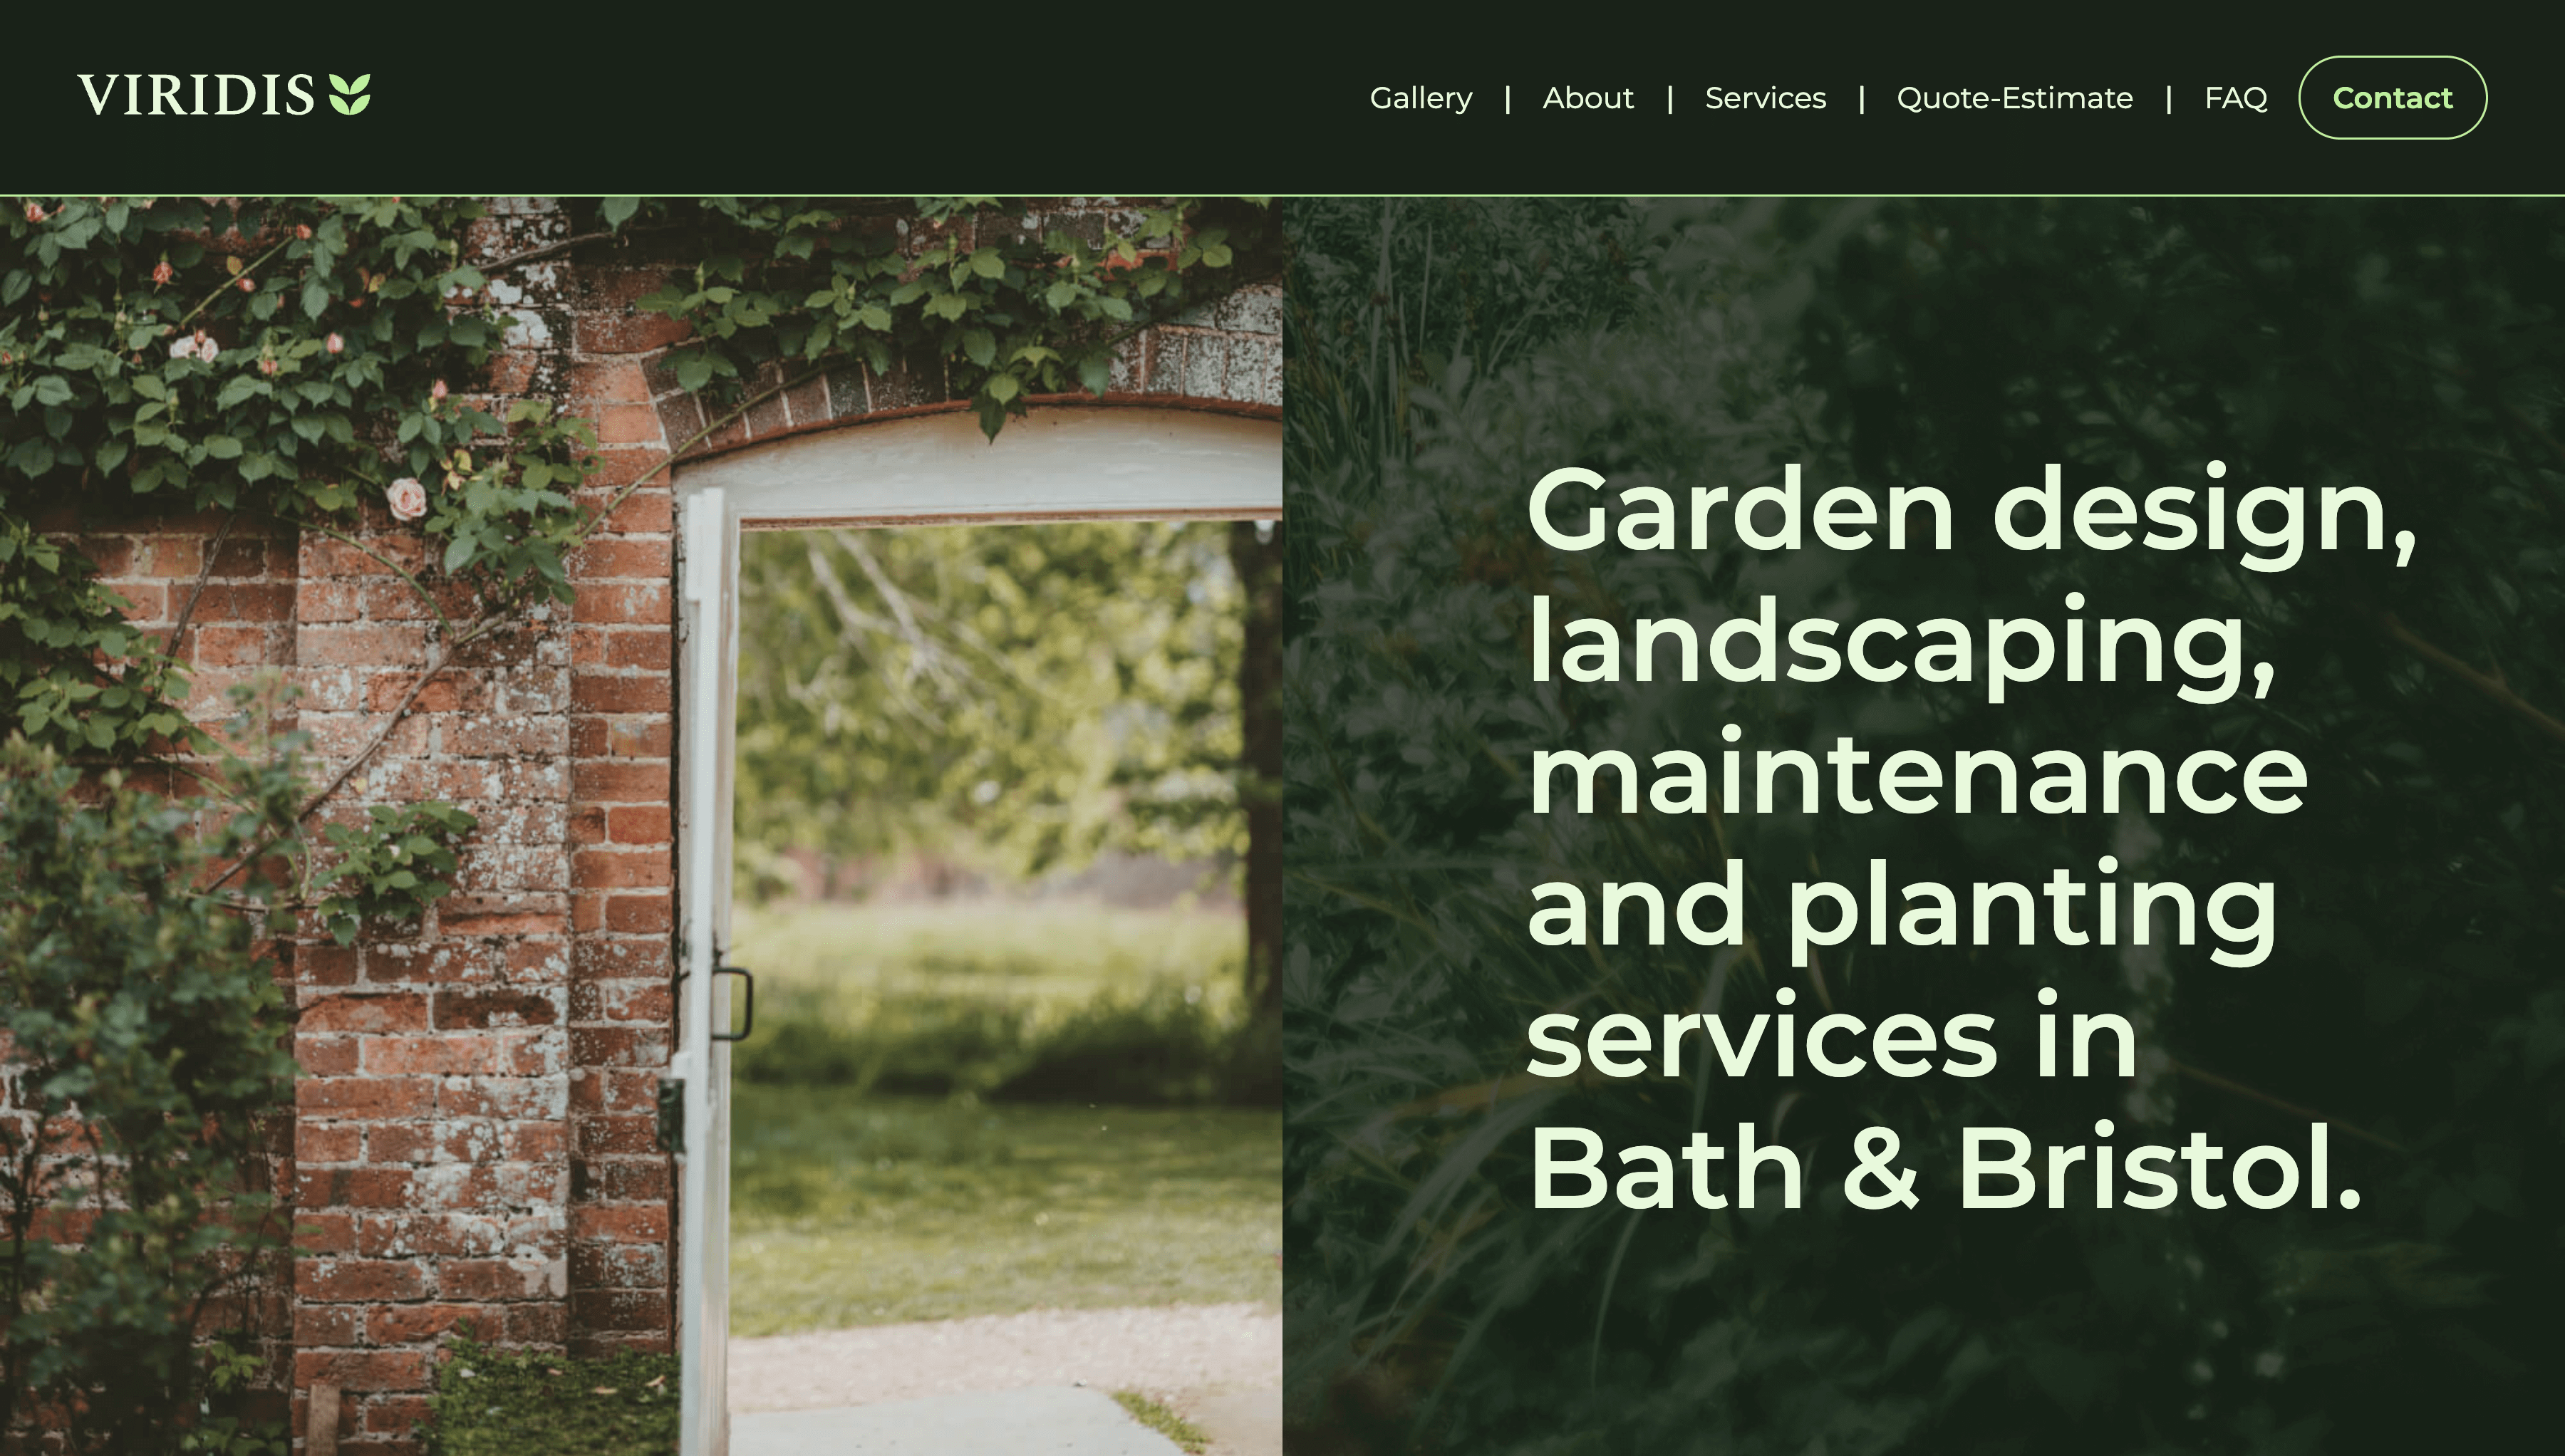 VIRIDIS
Gallery | About | Services | Quote-Estimate | FAQ Contact
Garden design,
landscaping,
maintenance
and planting
services in
Bath & Bristol.